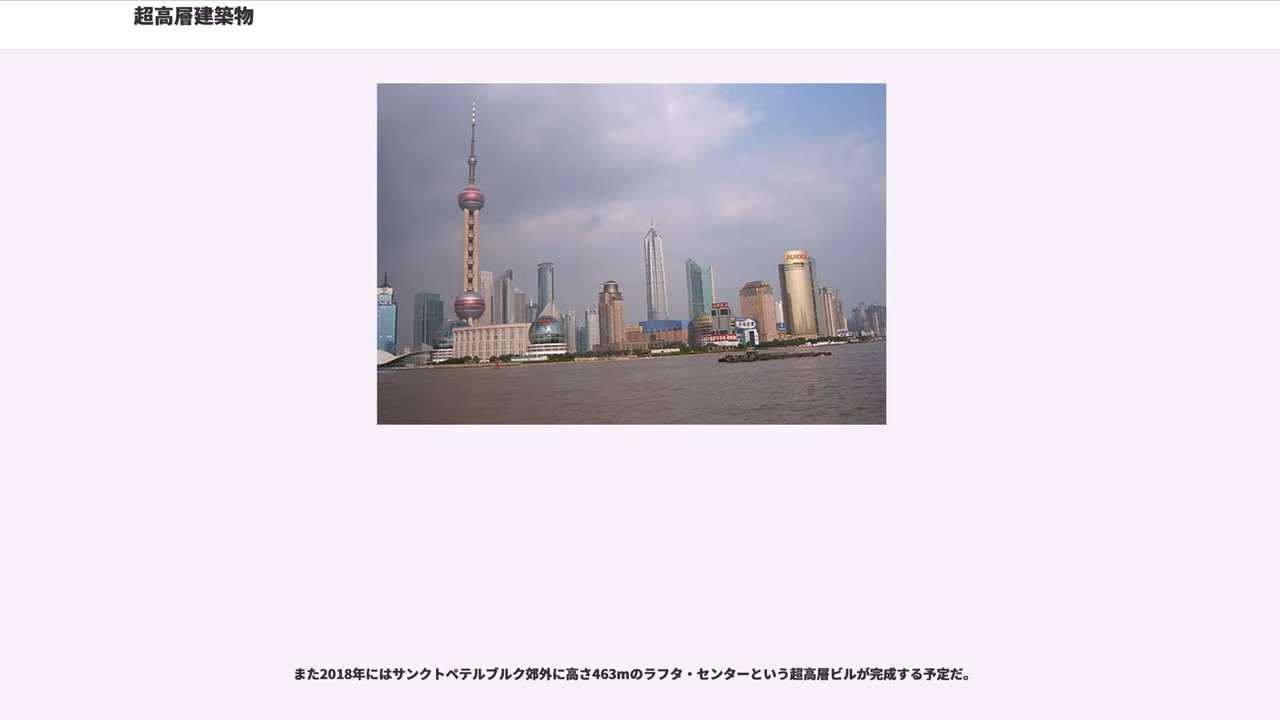 超高層建築物
AURORA
また2018年にはサンクトペテルブルク郊外に高さ463mのラフタ・センターという超高層ビルが完成する予定だ。